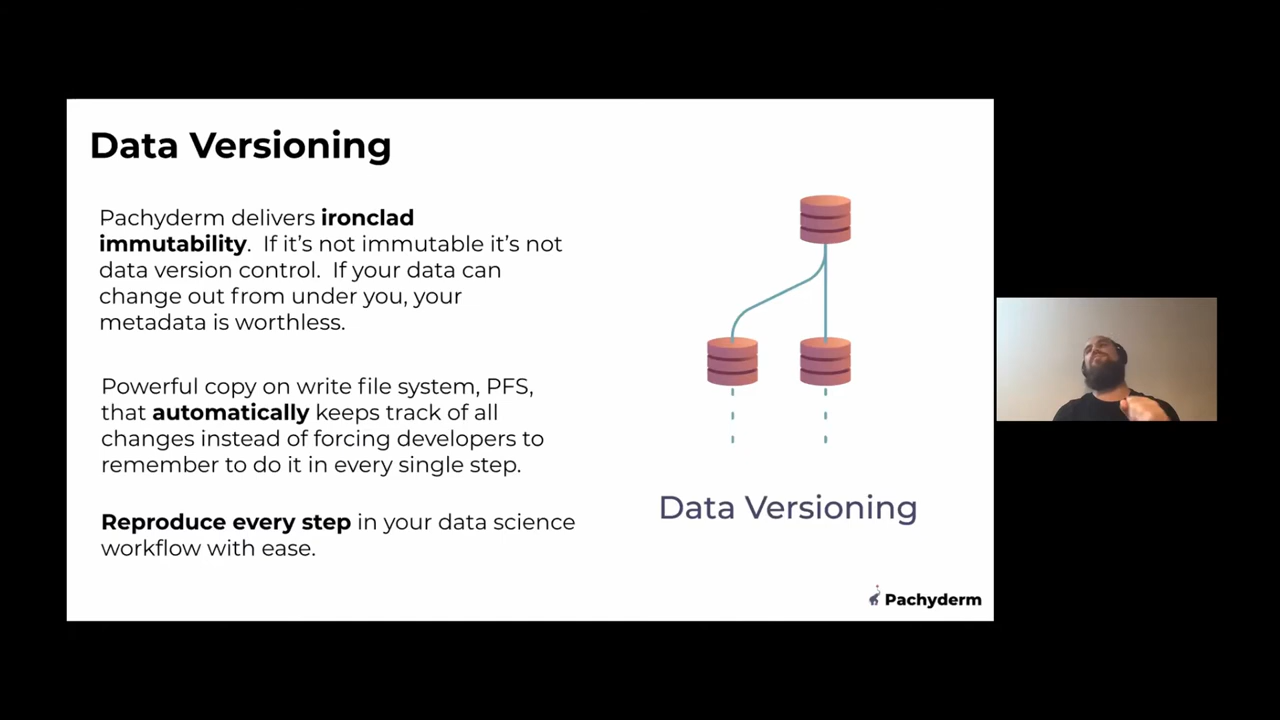 Data Versioning
Pachyderm delivers ironclad
immutability.  If it’s not immutable it’s not
data version control.  If your data can
change out from under you, your
metadata is worthless.
Powerful copy on write file system, PFS,
that automatically keeps track of all
changes instead of forcing developers to
remember to do it in every single step.
Reproduce every step in your data science
workflow with ease.
Data Versioning
Pachyderm